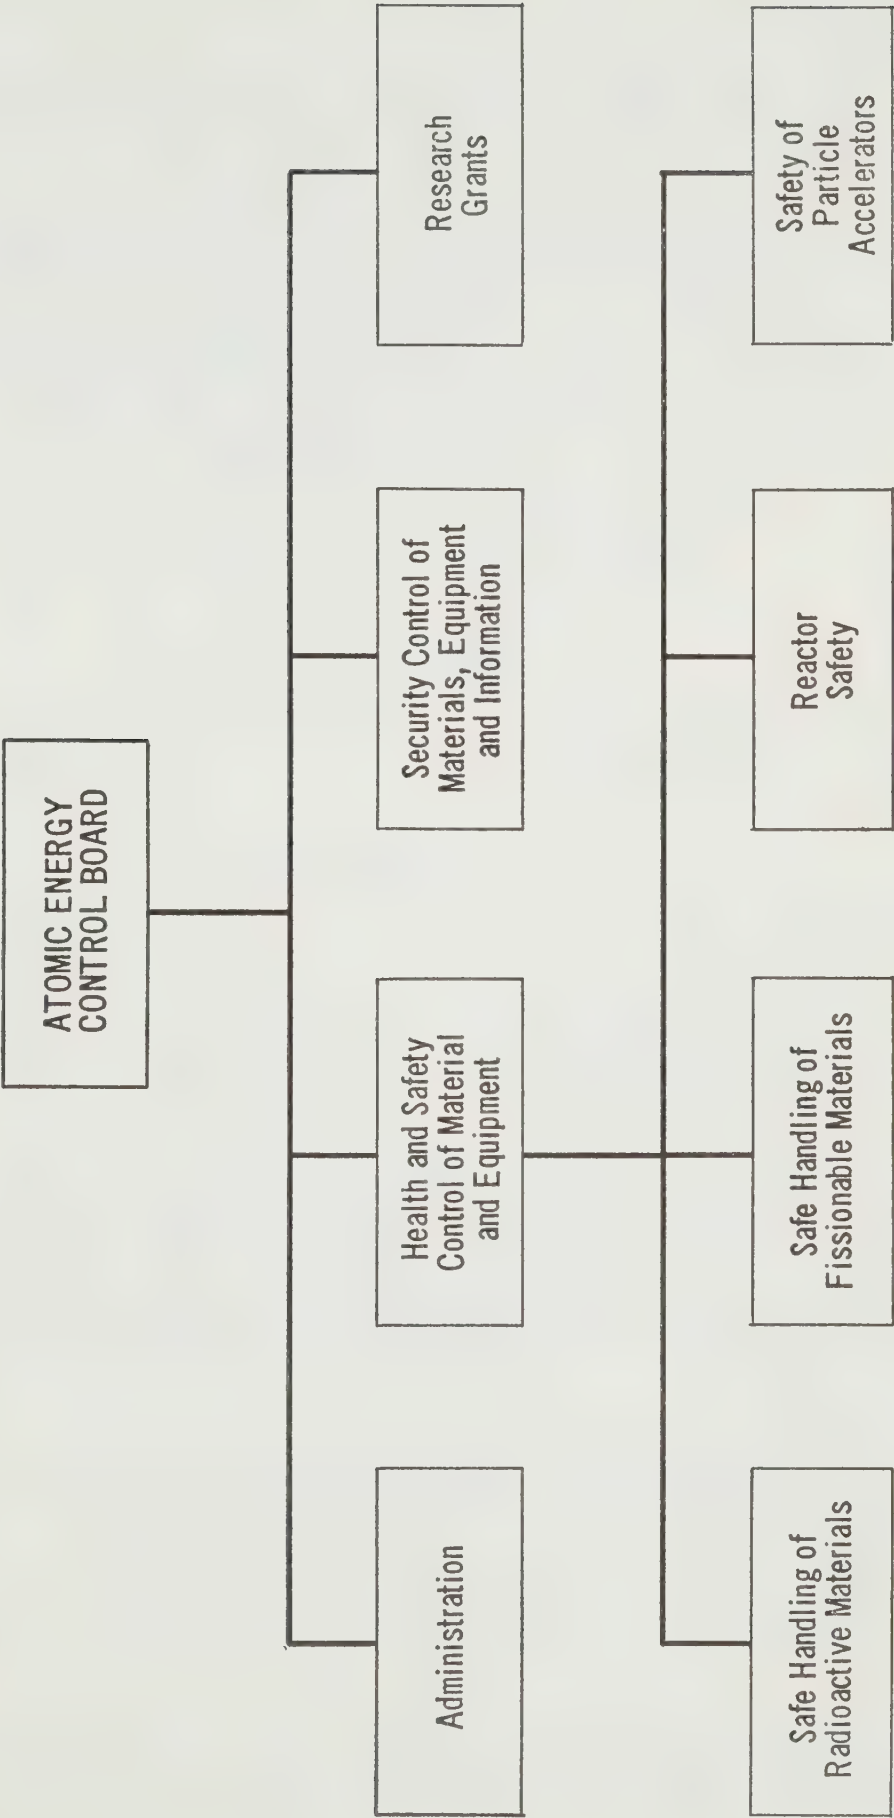 ATOMIC ENERGY
CONTROL BOARD
Administration
Health and Safety
Control of Material
and Equipment
Security Control of
Materials, Equipment
and Information
Research
Grants
Safe Handling of
Radioactive Materials
Safe Handling of
Fissionable Materials
Reactor
Safety
Safety of
Particle
Accelerators